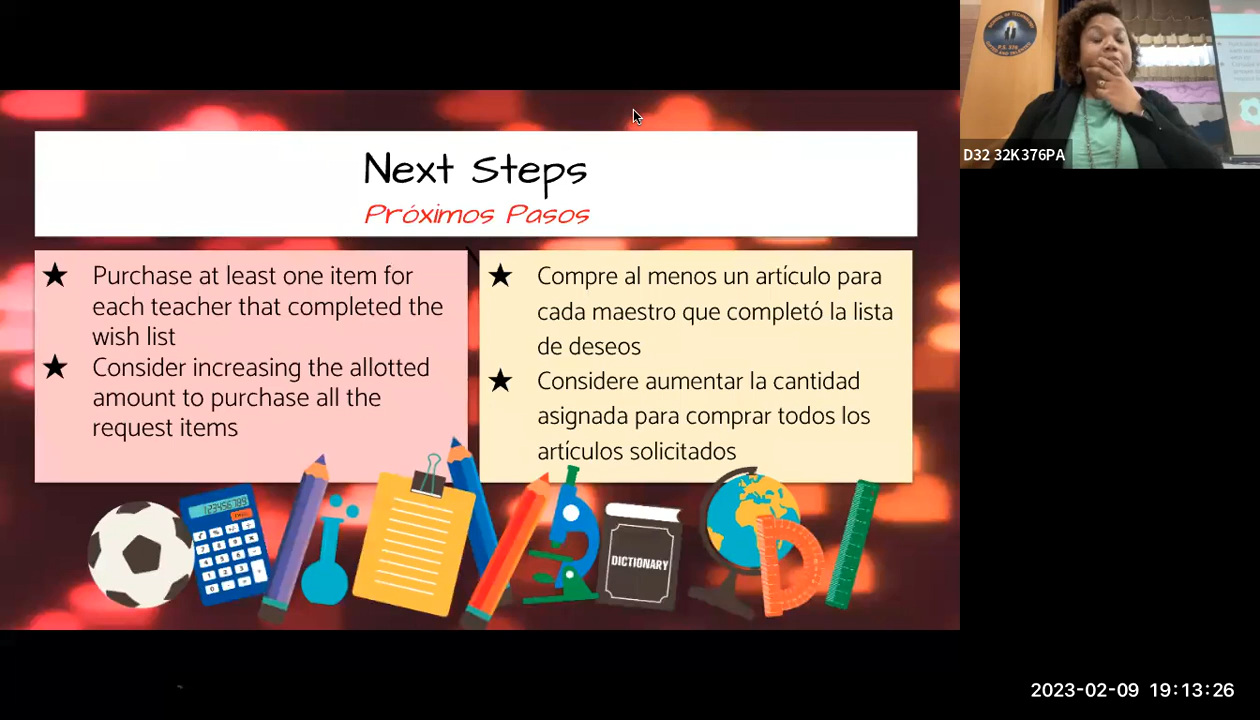 Next Steps
Próximos Pasos
★ Purchase at least one item for
each teacher that completed the
wish list
★ Consider increasing the allotted
amount to purchase all the
request items
★ Compre al menos un artículo para
cada maestro que completó la lista
de deseos
★ Considere aumentar la cantidad
asignada para comprar todos los
artículos solicitados
123456789
DICTIONARY
D32 32K376PA
P.S. 376
2023-02-09 19:13:26